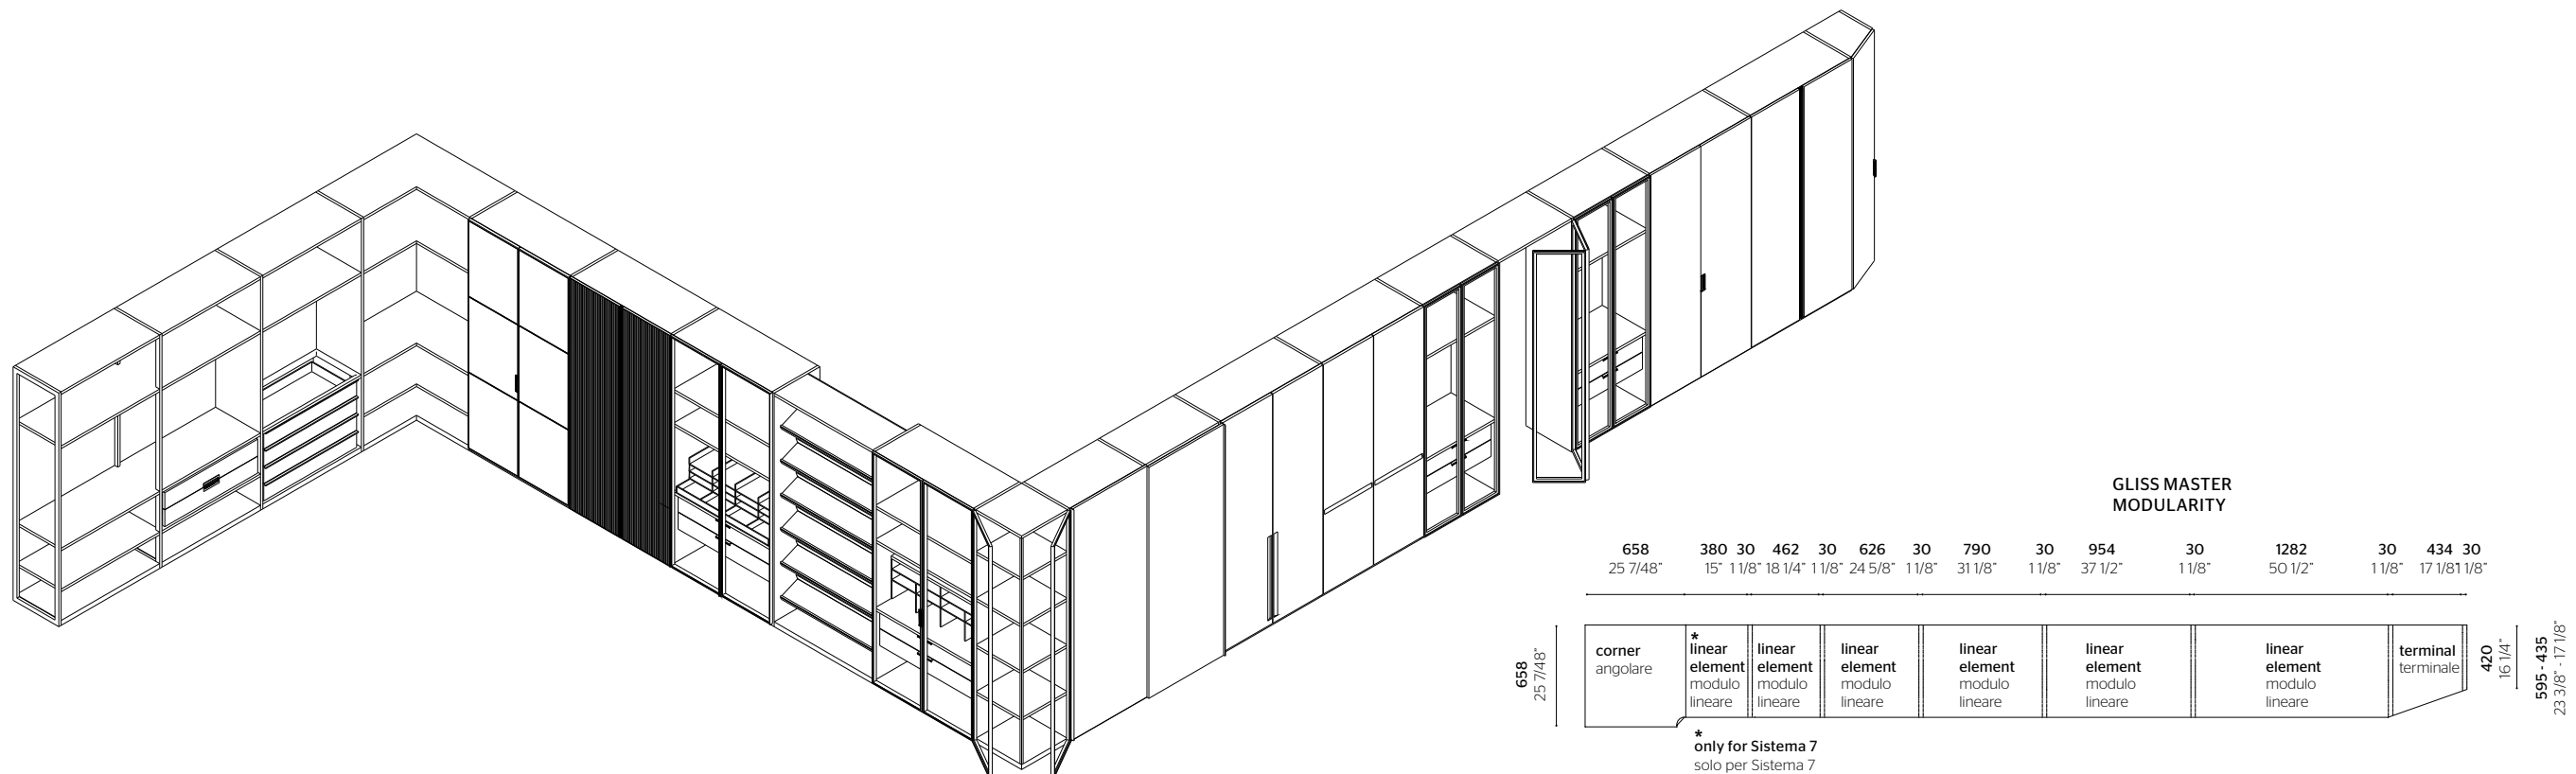 GLISS MASTER
MODULARITY
658 380 30 462 30 626 30 790 30 954 30 1282 30 434 30
25 7/48" 15" 1 1/8" 18 1/4" 1 1/8" 24 5/8" 1 1/8" 31 1/8" 1 1/8" 37 1/2" 1 1/8" 50 1/2" 1 1/8" 17 1/8" 1 1/8"
658
25 7/48"
corner
angolare
*
linear
element
modulo
lineare
linear
element
modulo
lineare
linear
element
modulo
lineare
linear
element
modulo
lineare
linear
element
modulo
lineare
linear
element
modulo
lineare
terminal
terminale
420
16 1/4"
595 - 435
23 3/8" - 17 1/8"
*
only for Sistema 7
solo per Sistema 7